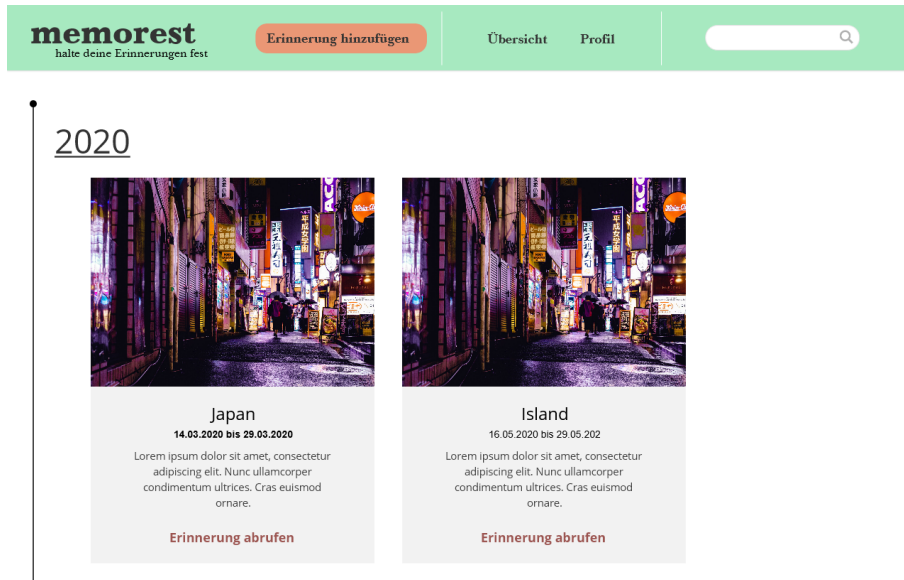 memorest
halte deine Erinnerungen fest
Erinnerung hinzufügen
Übersicht
Profil
2020
Japan
14.03.2020 bis 29.03.2020
Lorem ipsum dolor sit amet, consectetur
adipiscing elit. Nunc ullamcorper
condimentum ultrices. Cras euismod
ornare.
Erinnerung abrufen
Island
16.05.2020 bis 29.05.202
Lorem ipsum dolor sit amet, consectetur
adipiscing elit. Nunc ullamcorper
condimentum ultrices. Cras euismod
ornare.
Erinnerung abrufen